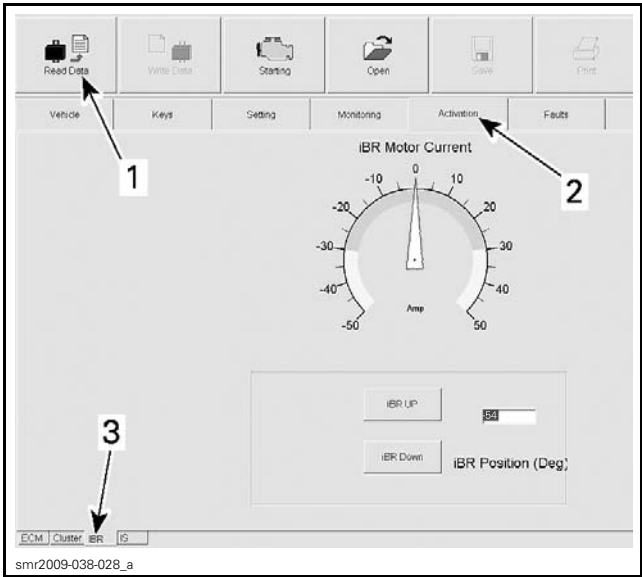 Read Data
Write Data
Starting
Open
Save
Print
Vehicle
Keys
Setting
Monitoring
Activation
Faults
1
2
iBR Motor Current
0
-10
10
-20
20
-30
30
-40
40
-50
50
Amp
iBR UP
54
iBR Down
iBR Position (Deg)
3
ECM
Cluster
iBR
IS
smr2009-038-028_a